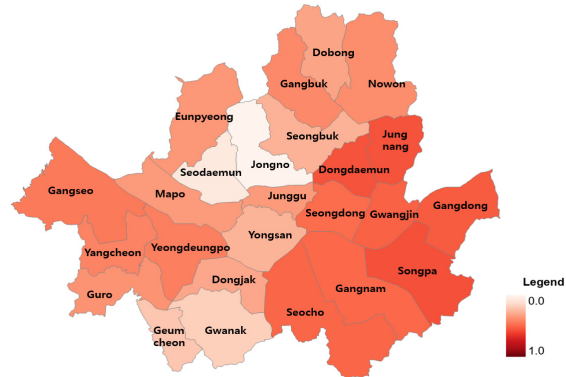 Dobong
Gangbuk
Nowon
Eunpyeong
Seongbuk
Jung
nang
Jongno
Seodaemun
Dongdaemun
Gangseo
Mapo
Junggu
Seongdong
Gwangjin
Gangdong
Yongsan
Yangcheon
Yeongdeungpo
Songpa
Dongjak
Gangnam
Guro
Seocho
Geum
cheon
Gwanak
Legend
0.0
1.0